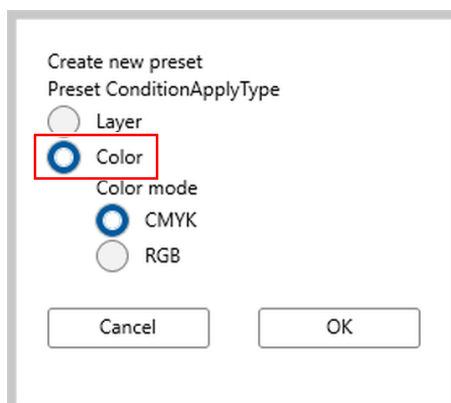 Create new preset
Preset ConditionApplyType
Layer
Color
Color mode
CMYK
RGB
Cancel OK